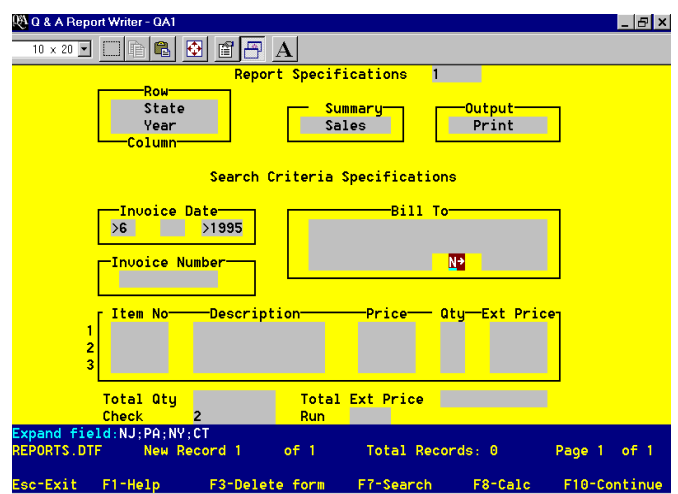 Q & A Report Writer - QA1
10 x 20
A
Report Specifications 1
Row
State
Year
Column
Summary
Sales
Output
Print
Search Criteria Specifications
Invoice Date
>6 >1995
Bill To
N→
Invoice Number
Item No Description Price Qty Ext Price
1
2
3
Total Qty Total Ext Price
Check 2 Run
Expand field:NJ;PA;NY;CT
REPORTS.DTF New Record 1 of 1 Total Records: 0 Page 1 of 1
Esc-Exit F1-Help F3-Delete form F7-Search F8-Calc F10-Continue